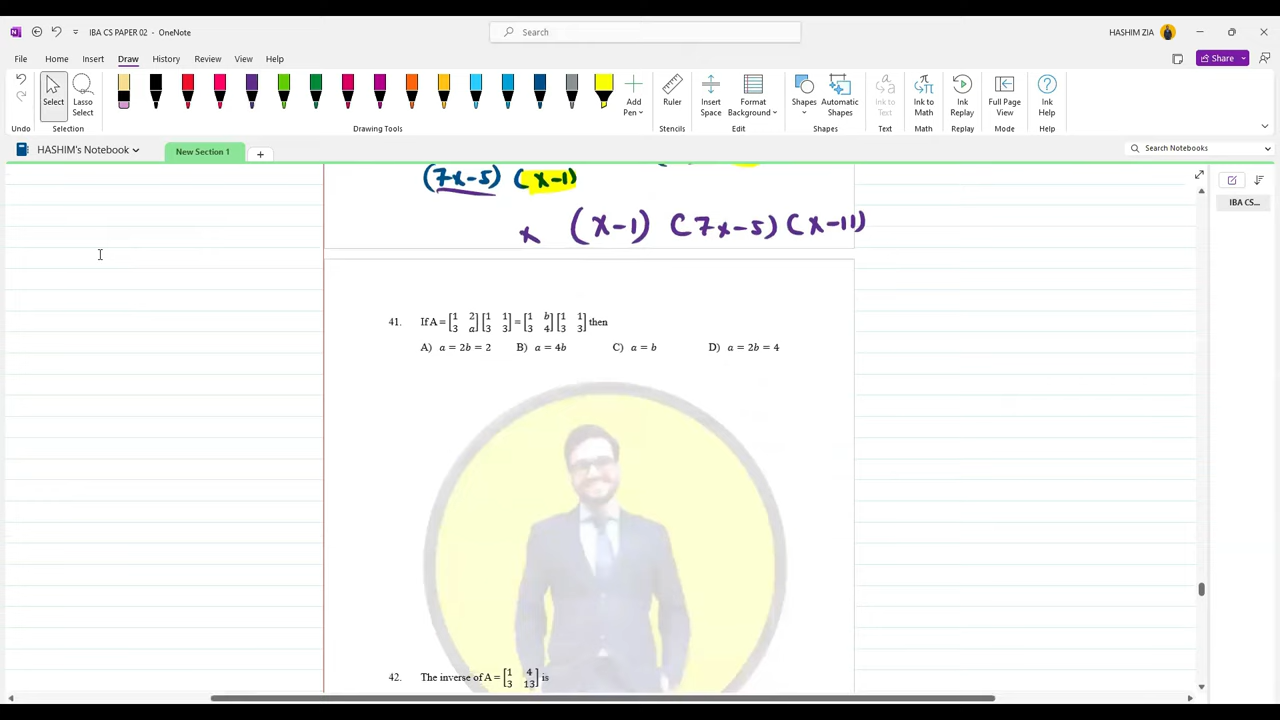 IBA CS PAPER 02 - OneNote
Search
HASHIM ZIA
File Home Insert Draw History Review View Help
Share
Select
Lasso Select
Add Pen
Ruler
Insert Space
Format Background
Shapes
Automatic Shapes
Ink to Text
Ink to Math
Ink Replay
Full Page View
Ink Help
Undo Selection Drawing Tools Stencils Edit Shapes Text Math Replay Mode Help
HASHIM's Notebook New Section 1 + Search Notebooks
IBA CS...
(7x-5) (x-1)
x (x-1) (7x-5) (x-11)
41. If A = [1 2; 3 a] [1 1; 3 3] = [1 b; 3 4] [1 1; 3 3] then
A) a = 2b = 2 B) a = 4b C) a = b D) a = 2b = 4
42. The inverse of A = [1 4; 3 13] is